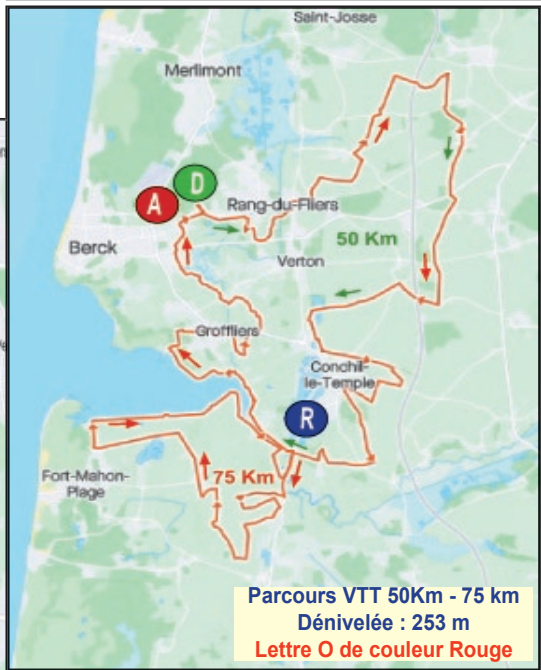 Saint-Josse
Merlimont
D
A
Rang-du-Fliers
50 Km
Berck
Verton
Groffliers
Conchil-
le-Temple
R
75 Km
Fort-Mahon-
Plage
Parcours VTT 50Km - 75 km
Dénivelée : 253 m
Lettre O de couleur Rouge